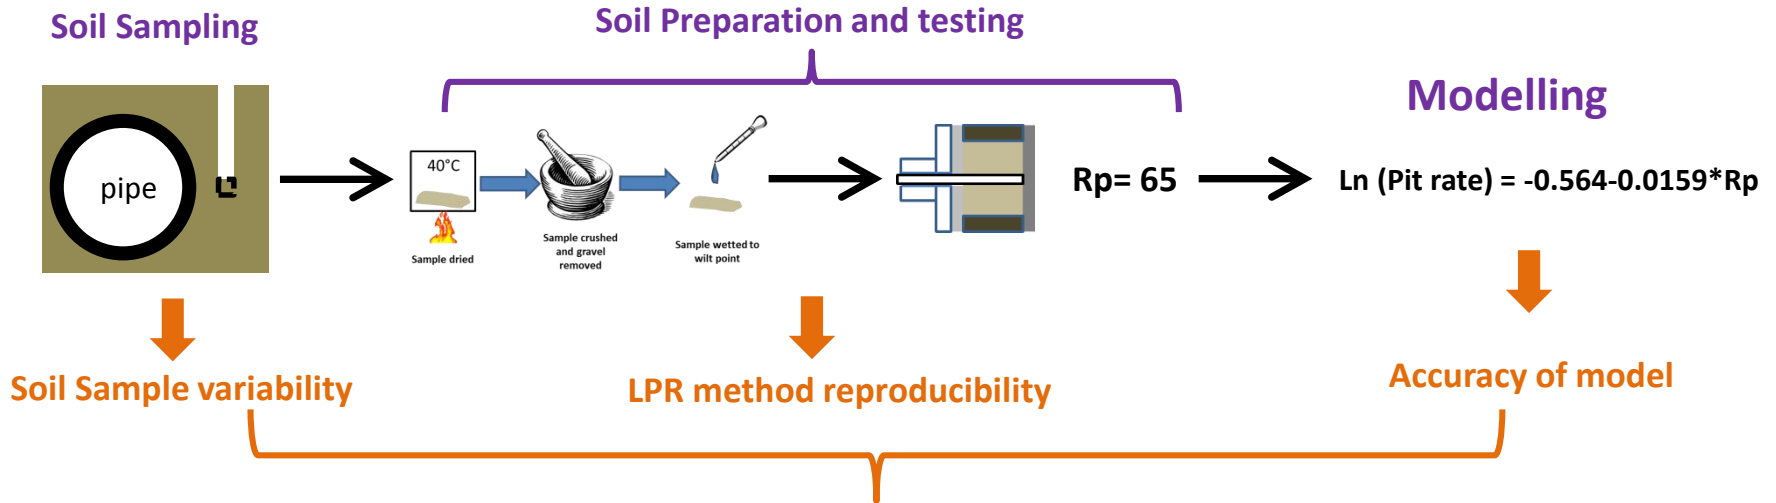 Soil Sampling
Soil Preparation and testing
Modelling
pipe
40°C
Sample dried
Sample crushed
and gravel
removed
Sample wetted to
wilt point
Rp= 65
Ln (Pit rate) = -0.564-0.0159*Rp
Soil Sample variability
LPR method reproducibility
Accuracy of model